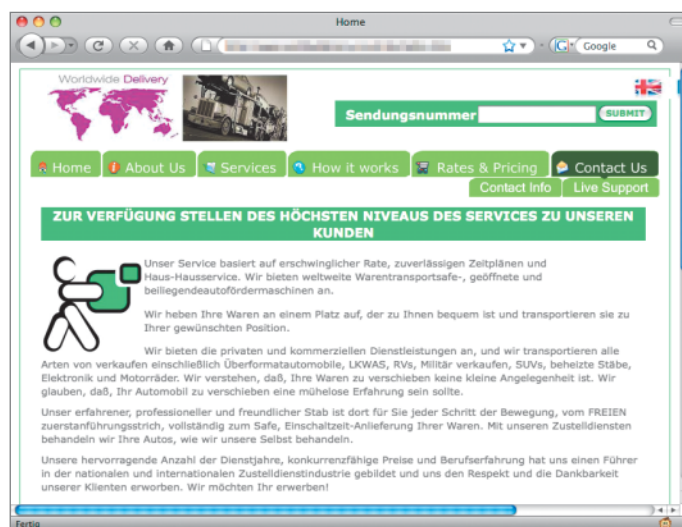 Home
Google
Worldwide Delivery
Sendungsnummer SUBMIT
Home About Us Services How it works Rates & Pricing Contact Us
Contact Info Live Support
ZUR VERFÜGUNG STELLEN DES HÖCHSTEN NIVEAUS DES SERVICES ZU UNSEREN
KUNDEN
Unser Service basiert auf erschwinglicher Rate, zuverlässigen Zeitplänen und
Haus-Hausservice. Wir bieten weltweite Warentransportsafe-, geöffnete und
beiliegendeautofördermaschinen an.
Wir heben Ihre Waren an einem Platz auf, der zu Ihnen bequem ist und transportieren sie zu
Ihrer gewünschten Position.
Wir bieten die privaten und kommerziellen Dienstleistungen an, und wir transportieren alle
Arten von verkaufen einschließlich Überformatautomobile, LKWAS, RVs, Militär verkaufen, SUVs, beheizte Stäbe,
Elektronik und Motorräder. Wir verstehen, daß, Ihre Waren zu verschieben keine kleine Angelegenheit ist. Wir
glauben, daß, Ihr Automobil zu verschieben eine mühelose Erfahrung sein sollte.
Unser erfahrener, professioneller und freundlicher Stab ist dort für Sie jeder Schritt der Bewegung, vom FREIEN
zuerstanführungsstrich, vollständig zum Safe, Einschaltzeit-Anlieferung Ihrer Waren. Mit unseren Zustelldiensten
behandeln wir Ihre Autos, wie wir unsere Selbst behandeln.
Unsere hervorragende Anzahl der Dienstjahre, konkurrenzfähige Preise und Berufserfahrung hat uns einen Führer
in der nationalen und internationalen Zustelldienstindustrie gebildet und uns den Respekt und die Dankbarkeit
unserer Klienten erworben. Wir möchten Ihr erwerben!
Fertig